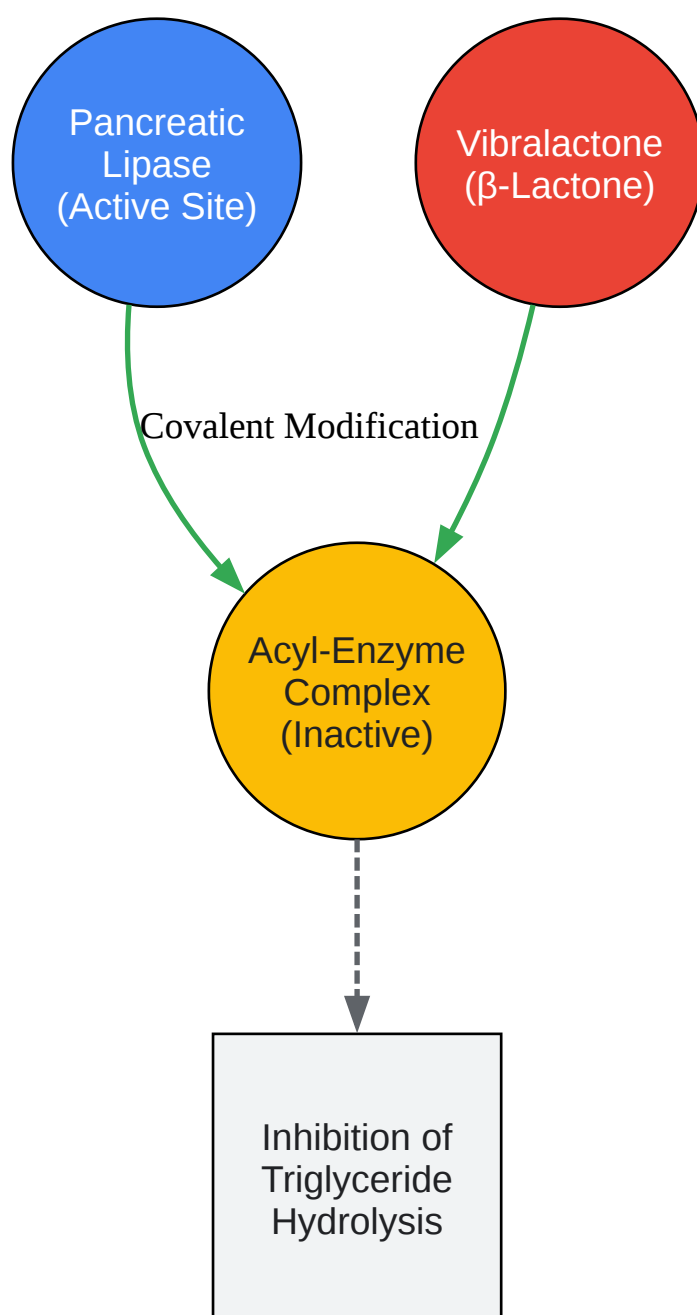 Pancreatic
Lipase
(Active Site)
Vibralactone
(β-Lactone)
Covalent Modification
Acyl-Enzyme
Complex
(Inactive)
Inhibition of
Triglyceride
Hydrolysis